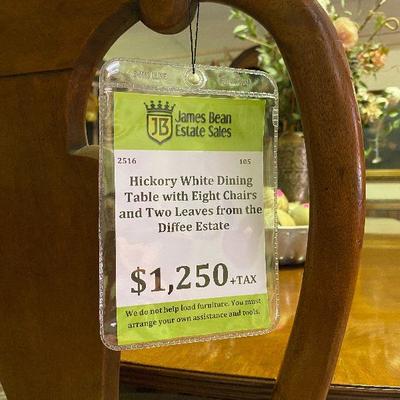 JB
James Bean
Estate Sales
2516 105
Hickory White Dining
Table with Eight Chairs
and Two Leaves from the
Diffee Estate
$1,250+TAX
We do not help load furniture. You must
arrange your own assistance and tools.